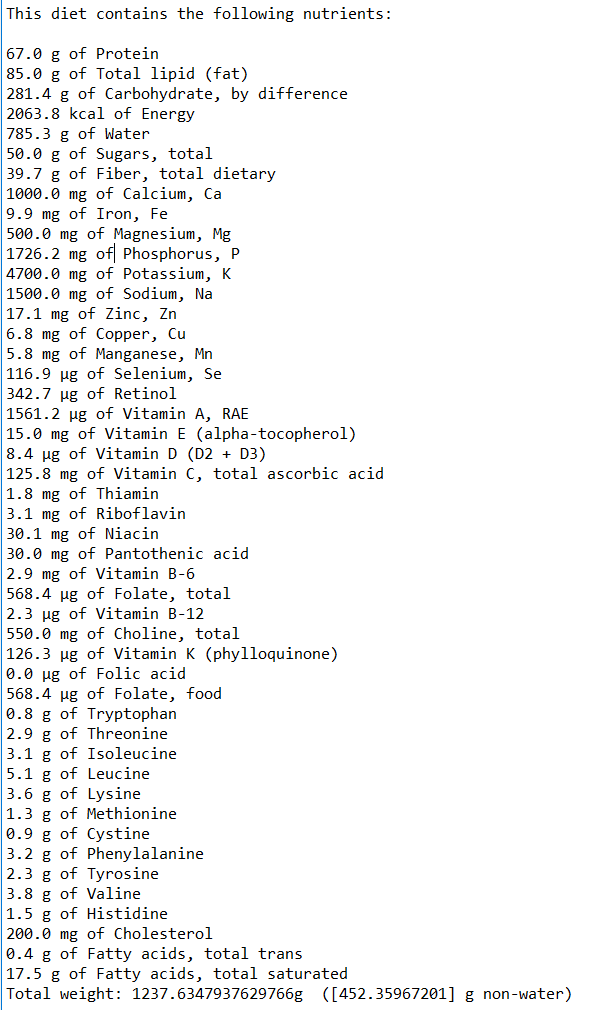 This diet contains the following nutrients:
67.0 g of Protein
85.0 g of Total lipid (fat)
281.4 g of Carbohydrate, by difference
2063.8 kcal of Energy
785.3 g of Water
50.0 g of Sugars, total
39.7 g of Fiber, total dietary
1000.0 mg of Calcium, Ca
9.9 mg of Iron, Fe
500.0 mg of Magnesium, Mg
1726.2 mg of Phosphorus, P
4700.0 mg of Potassium, K
1500.0 mg of Sodium, Na
17.1 mg of Zinc, Zn
6.8 mg of Copper, Cu
5.8 mg of Manganese, Mn
116.9 µg of Selenium, Se
342.7 µg of Retinol
1561.2 µg of Vitamin A, RAE
15.0 mg of Vitamin E (alpha-tocopherol)
8.4 µg of Vitamin D (D2 + D3)
125.8 mg of Vitamin C, total ascorbic acid
1.8 mg of Thiamin
3.1 mg of Riboflavin
30.1 mg of Niacin
30.0 mg of Pantothenic acid
2.9 mg of Vitamin B-6
568.4 µg of Folate, total
2.3 µg of Vitamin B-12
550.0 mg of Choline, total
126.3 µg of Vitamin K (phylloquinone)
0.0 µg of Folic acid
568.4 µg of Folate, food
0.8 g of Tryptophan
2.9 g of Threonine
3.1 g of Isoleucine
5.1 g of Leucine
3.6 g of Lysine
1.3 g of Methionine
0.9 g of Cystine
3.2 g of Phenylalanine
2.3 g of Tyrosine
3.8 g of Valine
1.5 g of Histidine
200.0 mg of Cholesterol
0.4 g of Fatty acids, total trans
17.5 g of Fatty acids, total saturated
Total weight: 1237.6347937629766g  ([452.35967201] g non-water)